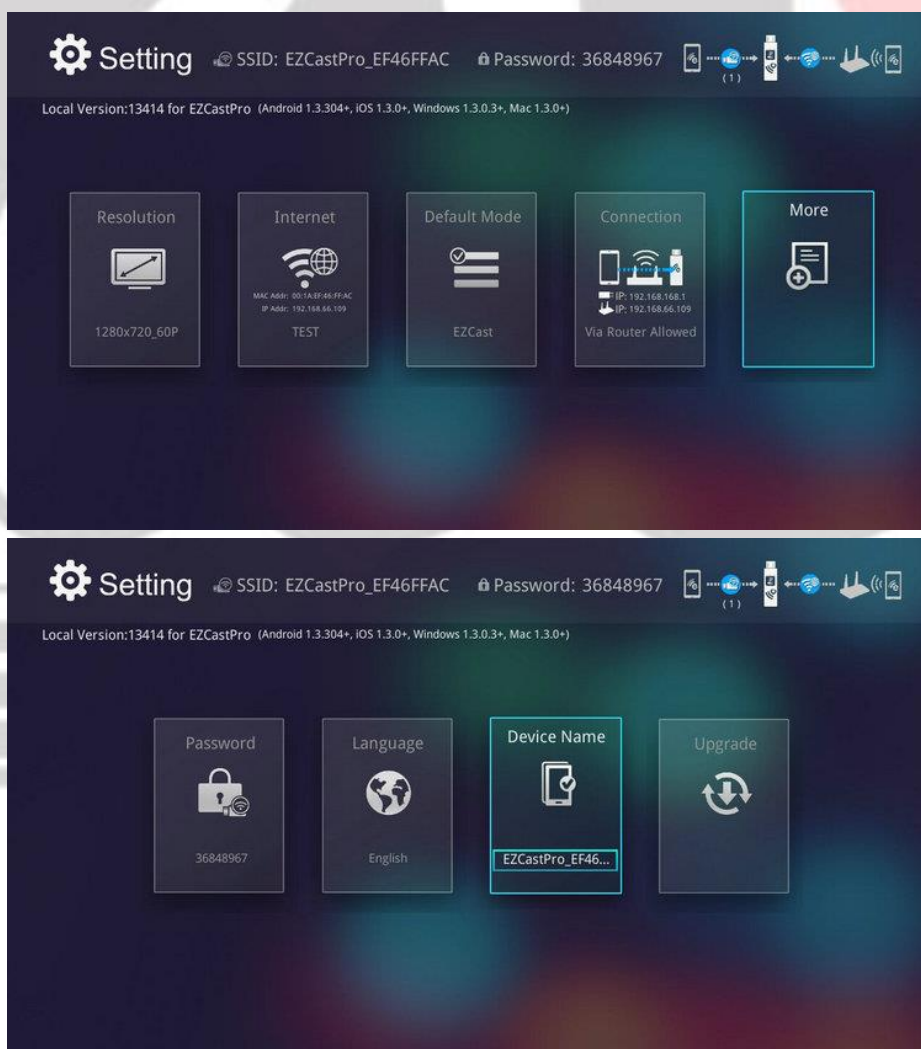 Setting SSID: EZCastPro_EF46FFAC Password: 36848967
(1)
Local Version:13414 for EZCastPro (Android 1.3.304+, iOS 1.3.0+, Windows 1.3.0.3+, Mac 1.3.0+)
Resolution
1280x720_60P
Internet
MAC Addr: 00:1A:EF:46:FF:AC
IP Addr: 192.168.66.109
TEST
Default Mode
EZCast
Connection
IP: 192.168.168.1
IP: 192.168.66.109
Via Router Allowed
More
Setting SSID: EZCastPro_EF46FFAC Password: 36848967
(1)
Local Version:13414 for EZCastPro (Android 1.3.304+, iOS 1.3.0+, Windows 1.3.0.3+, Mac 1.3.0+)
Password
36848967
Language
English
Device Name
EZCastPro_EF46...
Upgrade